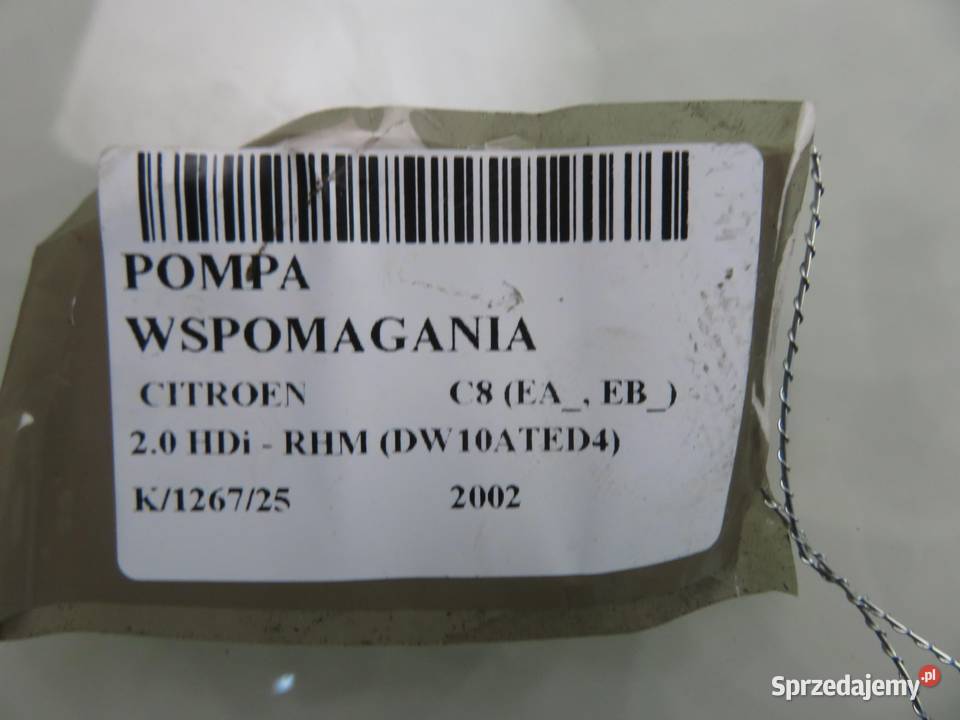 POMPA
WSPOMAGANIA
CITROEN C8 (EA_, EB_)
2.0 HDi - RHM (DW10ATED4)
K/1267/25 2002
Sprzedajemy.pl